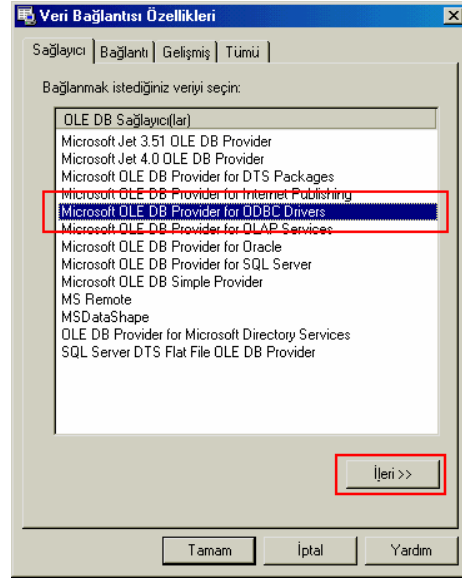 Veri Bağlantısı Özellikleri
Sağlayıcı Bağlantı Gelişmiş Tümü
Bağlanmak istediğiniz veriyi seçin:
OLE DB Sağlayıcı(lar)
Microsoft Jet 3.51 OLE DB Provider
Microsoft Jet 4.0 OLE DB Provider
Microsoft OLE DB Provider for DTS Packages
Microsoft OLE DB Provider for Internet Publishing
Microsoft OLE DB Provider for ODBC Drivers
Microsoft OLE DB Provider for OLAP Services
Microsoft OLE DB Provider for Oracle
Microsoft OLE DB Provider for SQL Server
Microsoft OLE DB Simple Provider
MS Remote
MSDataShape
OLE DB Provider for Microsoft Directory Services
SQL Server DTS Flat File OLE DB Provider
İleri >>
Tamam İptal Yardım